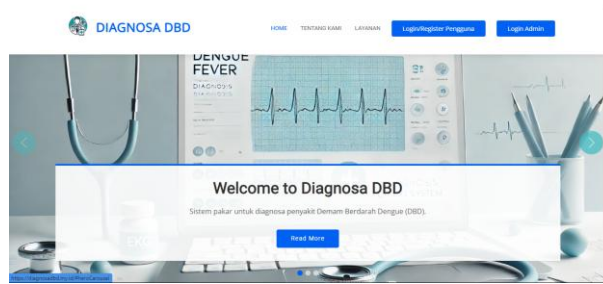 DIAGNOSA DBD
HOME TENTANG KAMI LAYANAN Login/Register Pengguna Login Admin
DENGUE
FEVER
Welcome to Diagnosa DBD
Sistem pakar untuk diagnosa penyakit Demam Berdarah Dengue (DBD).
Read More